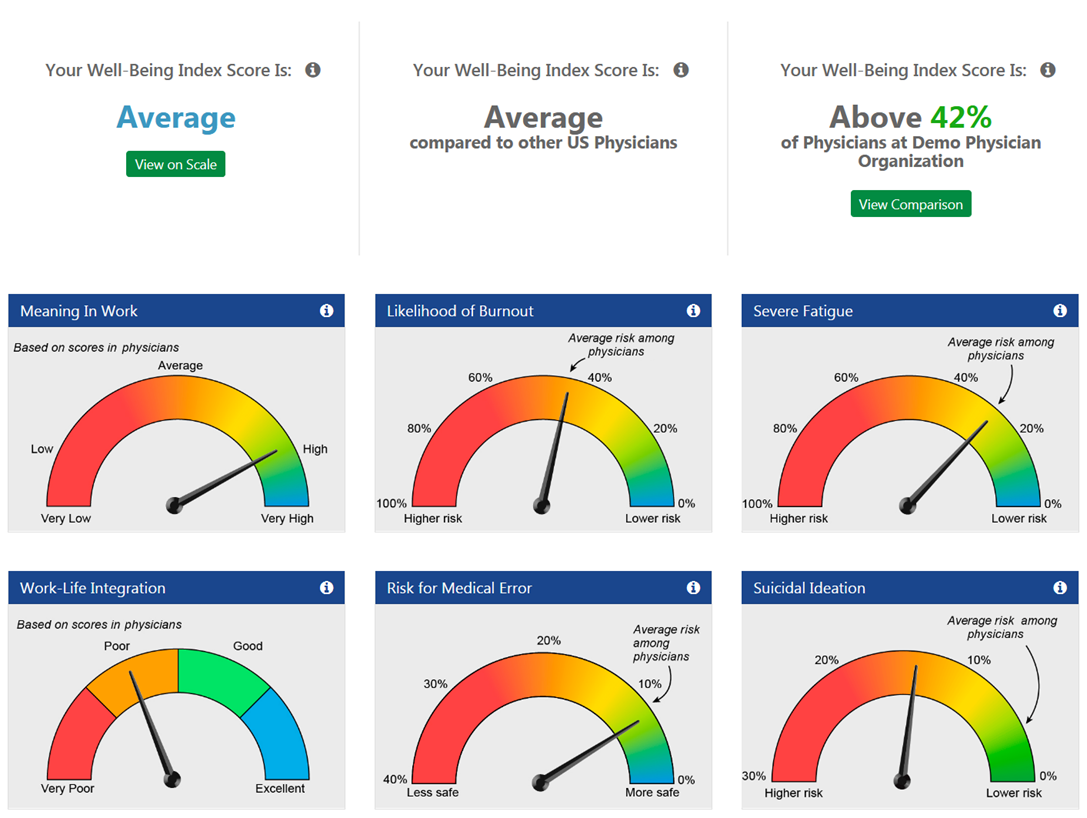 Your Well-Being Index Score Is:
Average
View on Scale
Your Well-Being Index Score Is:
Average
compared to other US Physicians
Your Well-Being Index Score Is:
Above 42%
of Physicians at Demo Physician
Organization
View Comparison
Meaning In Work
Based on scores in physicians
Average
Low
High
Very Low
Very High
Likelihood of Burnout
Average risk among
physicians
60%
40%
80%
20%
100%
0%
Higher risk
Lower risk
Severe Fatigue
Average risk among
physicians
60%
40%
80%
20%
100%
0%
Higher risk
Lower risk
Work-Life Integration
Based on scores in physicians
Poor
Good
Very Poor
Excellent
Risk for Medical Error
Average risk
among
physicians
20%
30%
10%
40%
0%
Less safe
More safe
Suicidal Ideation
Average risk among
physicians
20%
10%
30%
0%
Higher risk
Lower risk